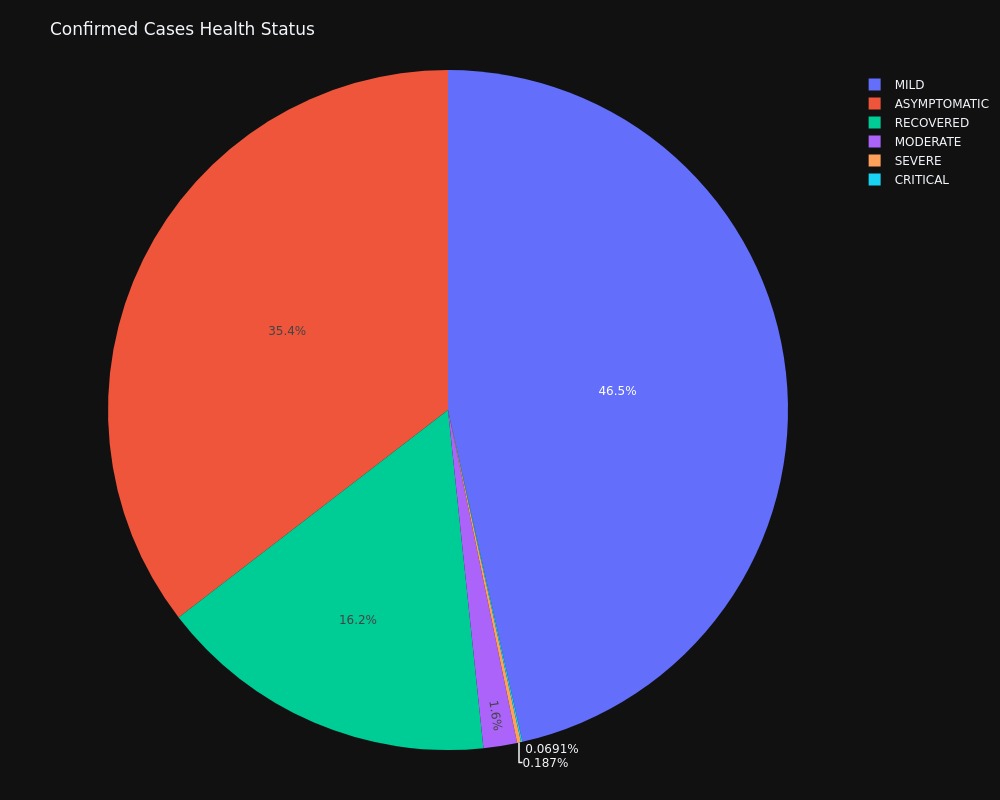 Confirmed Cases Health Status
MILD
ASYMPTOMATIC
RECOVERED
MODERATE
SEVERE
CRITICAL
35.4%
46.5%
16.2%
1.6%
0.0691%
0.187%